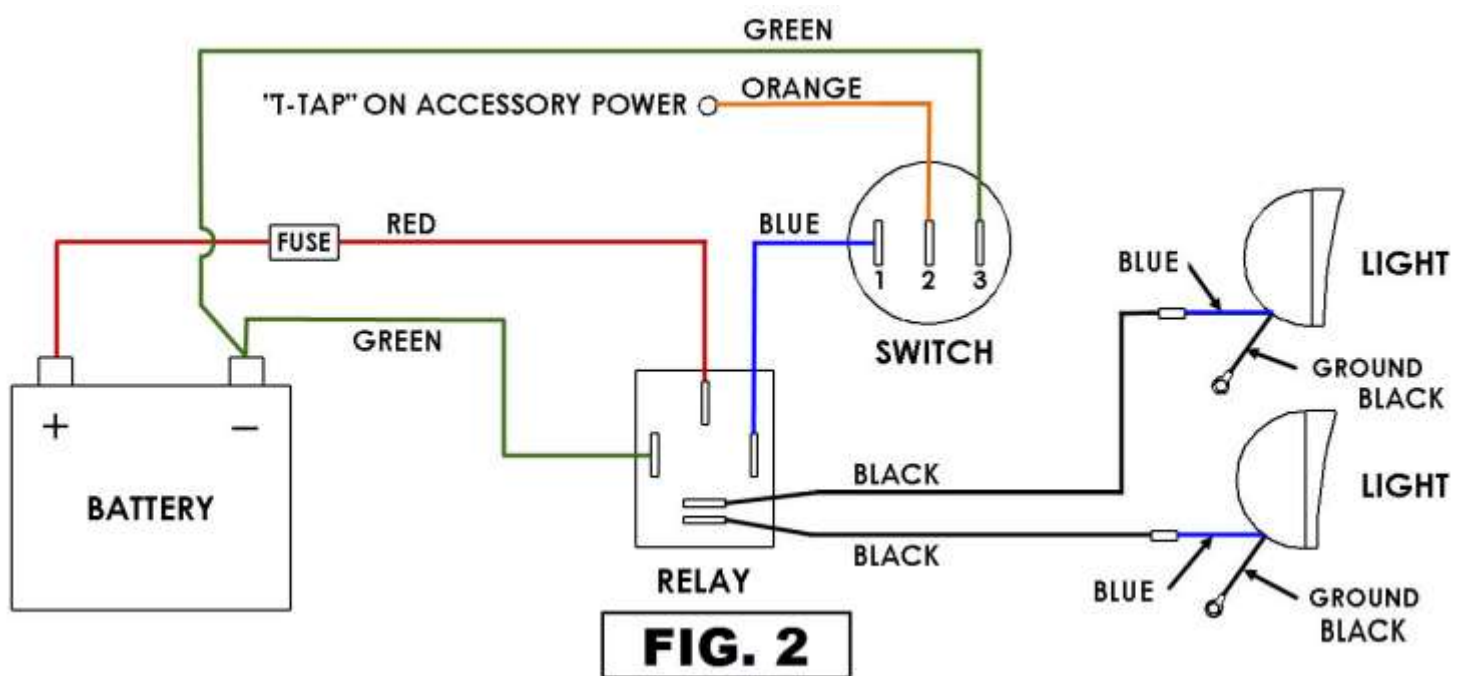 GREEN
"T-TAP" ON ACCESSORY POWER
ORANGE
FUSE
RED
BLUE
1 2 3
SWITCH
BLUE
LIGHT
GREEN
GROUND
BLACK
+ −
BATTERY
BLACK
LIGHT
BLACK
RELAY
BLUE
GROUND
BLACK
FIG. 2